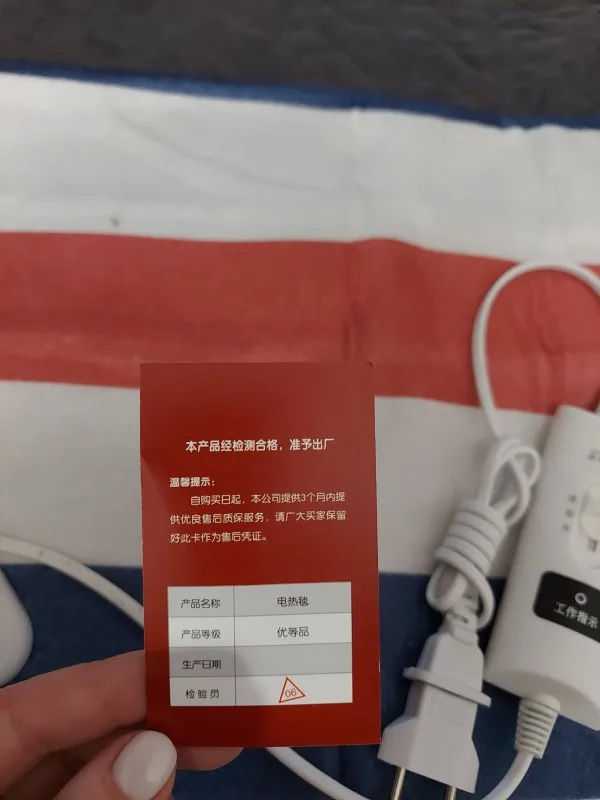 本产品经检测合格，准予出厂
温馨提示：
自购买日起，本公司提供3个月内提
供优良售后质保服务，请广大买家保留
好此卡作为售后凭证。
产品名称 电热毯
产品等级 优等品
生产日期
检验员 06
工作指示